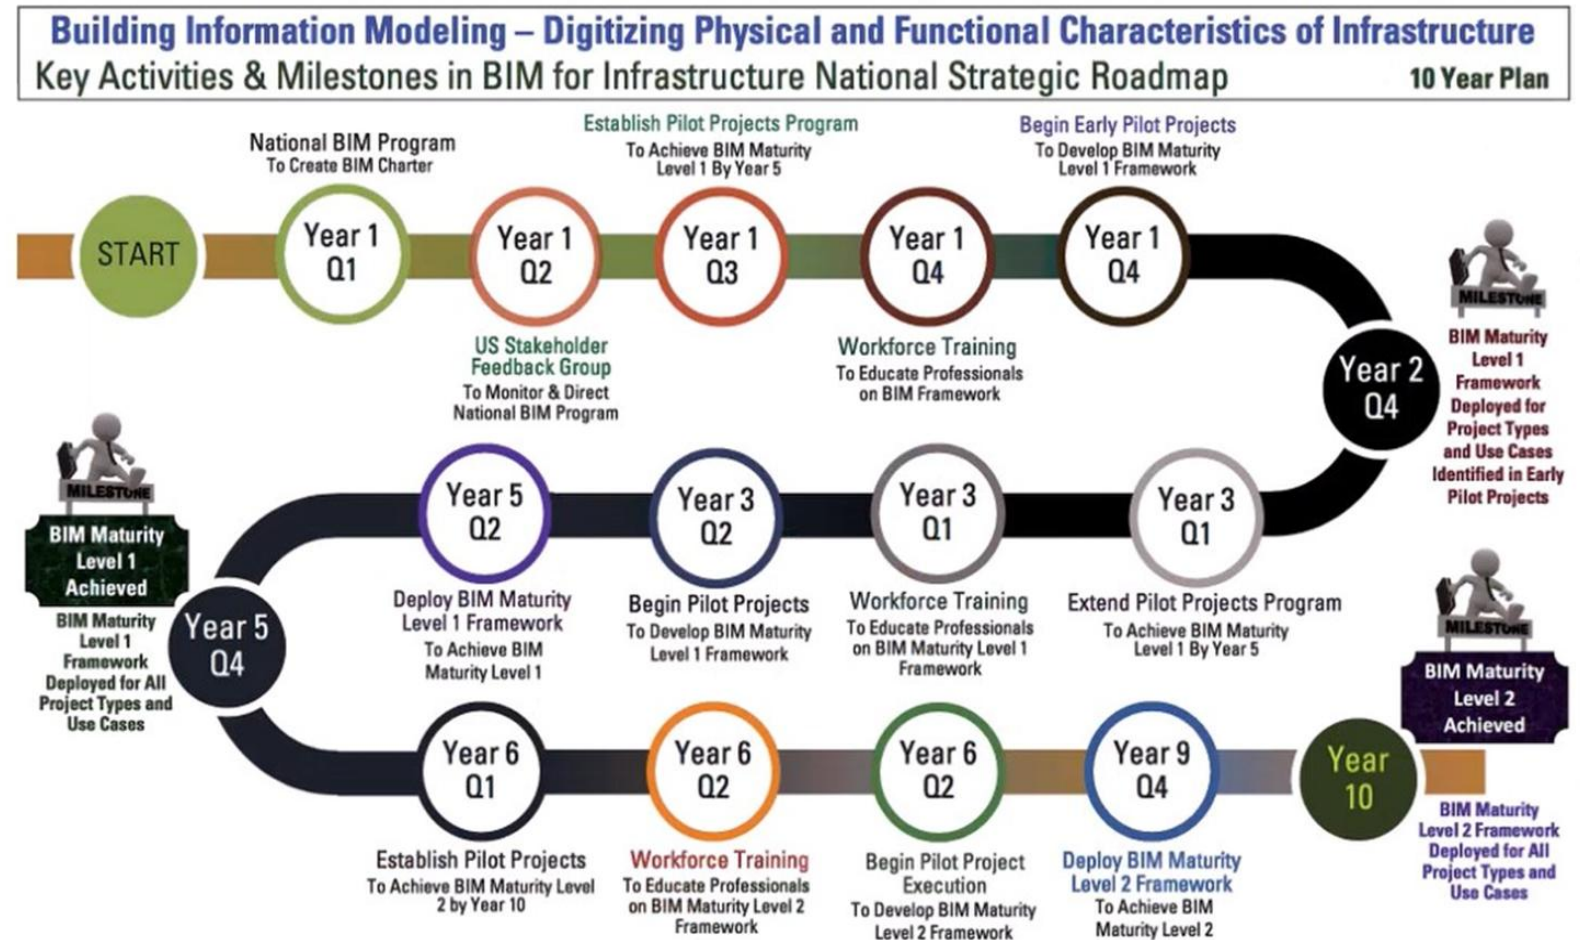 Building Information Modeling – Digitizing Physical and Functional Characteristics of Infrastructure
Key Activities & Milestones in BIM for Infrastructure National Strategic Roadmap
10 Year Plan
START
National BIM Program
To Create BIM Charter
Year 1
Q1
Year 1
Q2
US Stakeholder
Feedback Group
To Monitor & Direct
National BIM Program
Establish Pilot Projects Program
To Achieve BIM Maturity
Level 1 By Year 5
Year 1
Q3
Year 1
Q4
Workforce Training
To Educate Professionals
on BIM Framework
Begin Early Pilot Projects
To Develop BIM Maturity
Level 1 Framework
Year 1
Q4
Year 2
Q4
MILESTONE
BIM Maturity
Level 1
Framework
Deployed for
Project Types
and Use Cases
Identified in Early
Pilot Projects
Year 3
Q1
Extend Pilot Projects Program
To Achieve BIM Maturity
Level 1 By Year 5
Year 3
Q1
Workforce Training
To Educate Professionals
on BIM Maturity Level 1
Framework
Year 3
Q2
Begin Pilot Projects
To Develop BIM Maturity
Level 1 Framework
Year 5
Q2
Deploy BIM Maturity
Level 1 Framework
To Achieve BIM
Maturity Level 1
Year 5
Q4
MILESTONE
BIM Maturity
Level 1
Achieved
BIM Maturity
Level 1
Framework
Deployed for All
Project Types and
Use Cases
Year 6
Q1
Establish Pilot Projects
To Achieve BIM Maturity Level
2 by Year 10
Year 6
Q2
Workforce Training
To Educate Professionals
on BIM Maturity Level 2
Framework
Year 6
Q2
Begin Pilot Project
Execution
To Develop BIM Maturity
Level 2 Framework
Year 9
Q4
Deploy BIM Maturity
Level 2 Framework
To Achieve BIM
Maturity Level 2
Year
10
MILESTONE
BIM Maturity
Level 2
Achieved
BIM Maturity
Level 2 Framework
Deployed for All
Project Types and
Use Cases